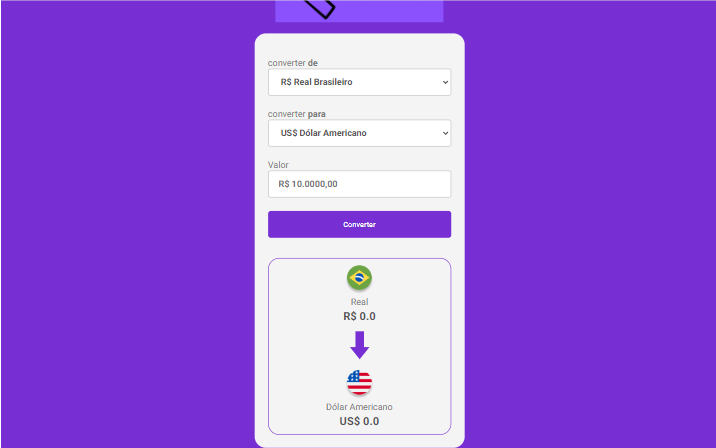 converter de
R$ Real Brasileiro
converter para
US$ Dólar Americano
Valor
R$ 10.0000,00
Converter
Real
R$ 0.0
Dólar Americano
US$ 0.0